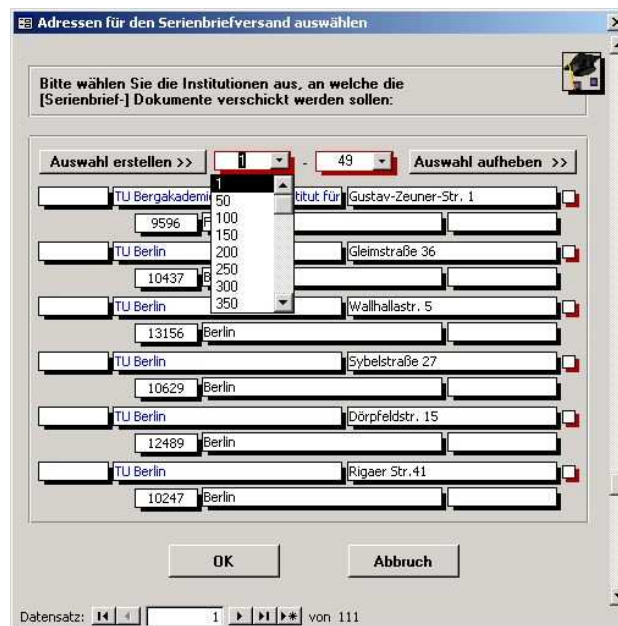 Adressen für den Serienbriefversand auswählen
Bitte wählen Sie die Institutionen aus, an welche die
[Serienbrief-] Dokumente verschickt werden sollen:
Auswahl erstellen >> 1 - 49 Auswahl aufheben >>
1
50
100
150
200
250
300
350
TU Bergakademi titut für Gustav-Zeuner-Str. 1
9596 F
TU Berlin Gleimstraße 36
10437 B
TU Berlin Wallhallastr. 5
13156 Berlin
TU Berlin Sybelstraße 27
10629 Berlin
TU Berlin Dörpfeldstr. 15
12489 Berlin
TU Berlin Rigaer Str.41
10247 Berlin
OK Abbruch
Datensatz: 1 von 111